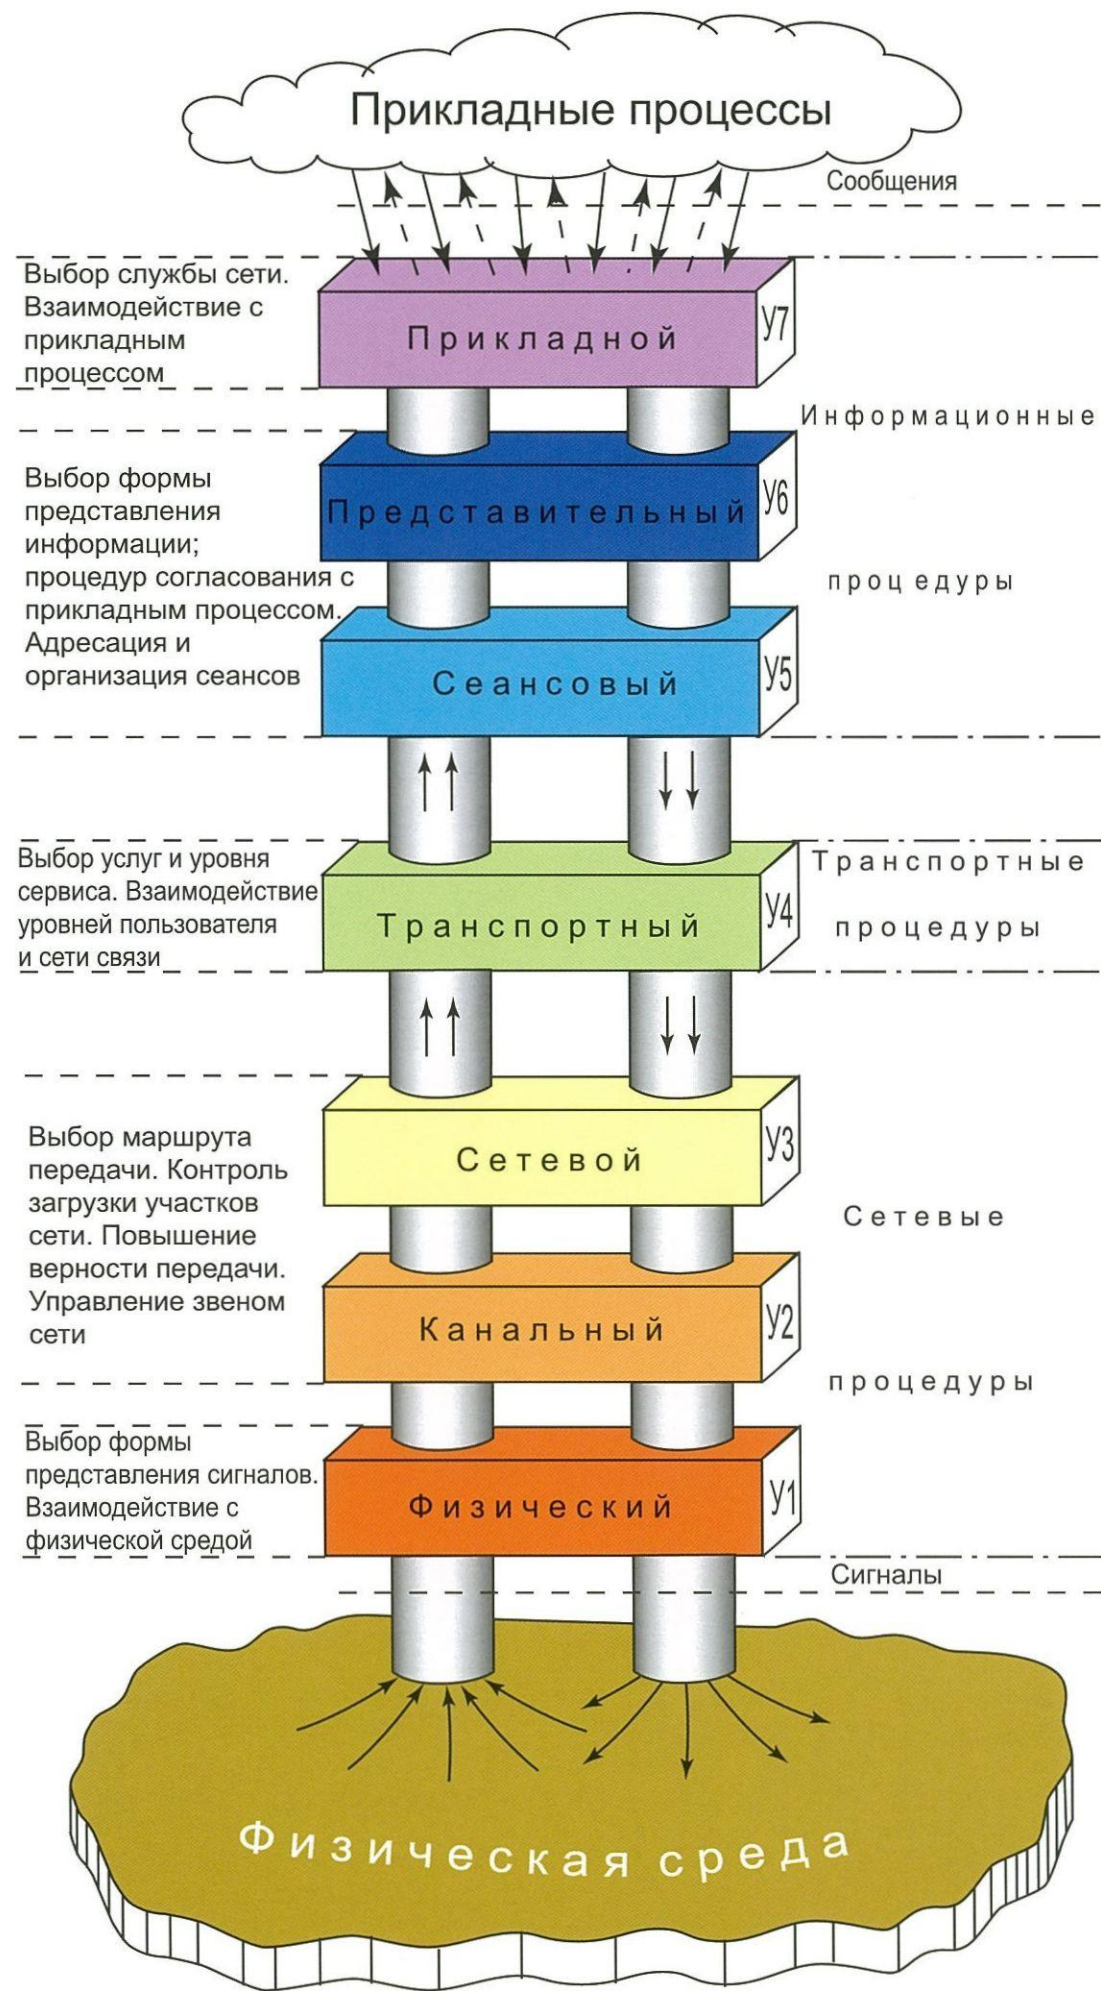 Прикладные процессы
Сообщения
Выбор службы сети.
Взаимодействие с
прикладным
процессом
Прикладной
У7
Информационные
Выбор формы
представления
информации;
процедур согласования с
прикладным процессом.
Адресация и
организация сеансов
Представительный
У6
процедуры
Сеансовый
У5
Выбор услуг и уровня
сервиса. Взаимодействие
уровней пользователя
и сети связи
Транспортный
У4
Транспортные
процедуры
Выбор маршрута
передачи. Контроль
загрузки участков
сети. Повышение
верности передачи.
Управление звеном
сети
Сетевой
У3
Сетевые
Канальный
У2
процедуры
Выбор формы
представления сигналов.
Взаимодействие с
физической средой
Физический
У1
Сигналы
Физическая среда